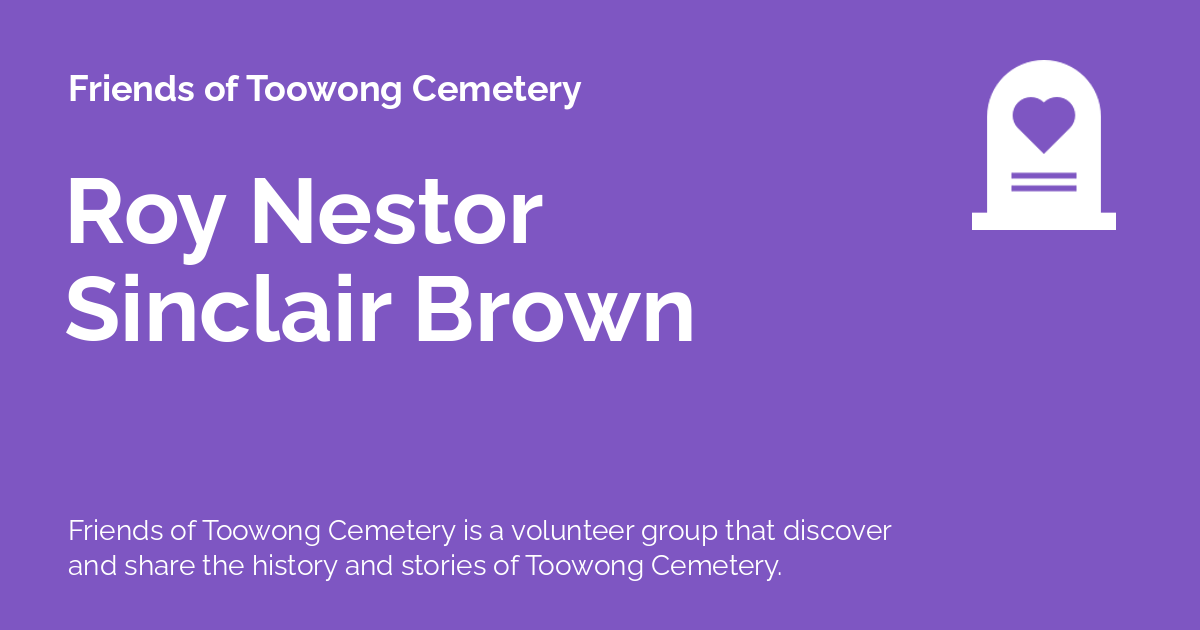 Friends of Toowong Cemetery
Roy Nestor
Sinclair Brown
Friends of Toowong Cemetery is a volunteer group that discover
and share the history and stories of Toowong Cemetery.